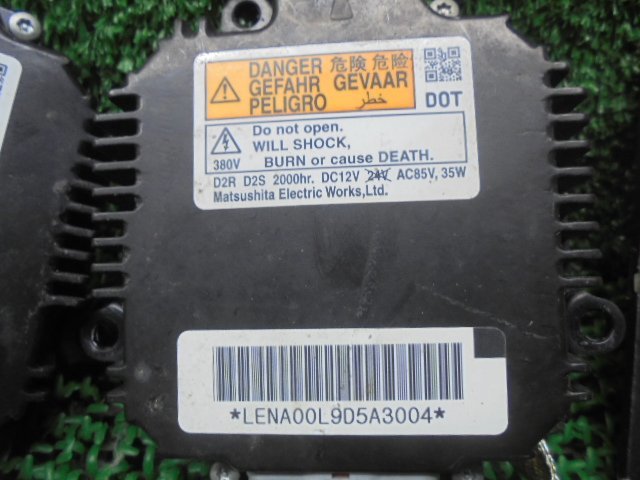 DANGER 危険 危险
GEFAHR GEVAAR
PELIGRO خطر
DOT
Do not open.
WILL SHOCK,
BURN or cause DEATH.
380V
D2R D2S 2000hr. DC12V 24V AC85V, 35W
Matsushita Electric Works,Ltd.
*LENA00L9D5A3004*